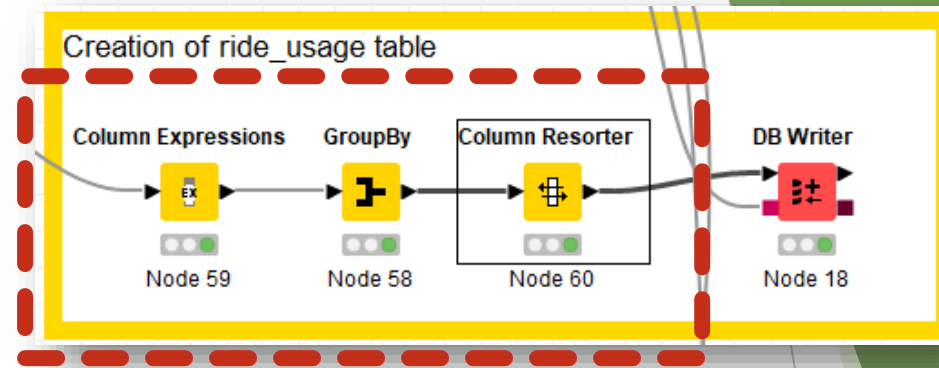 Creation of ride_usage table
Column Expressions
GroupBy
Column Resorter
DB Writer
EX
Node 59
Node 58
Node 60
Node 18